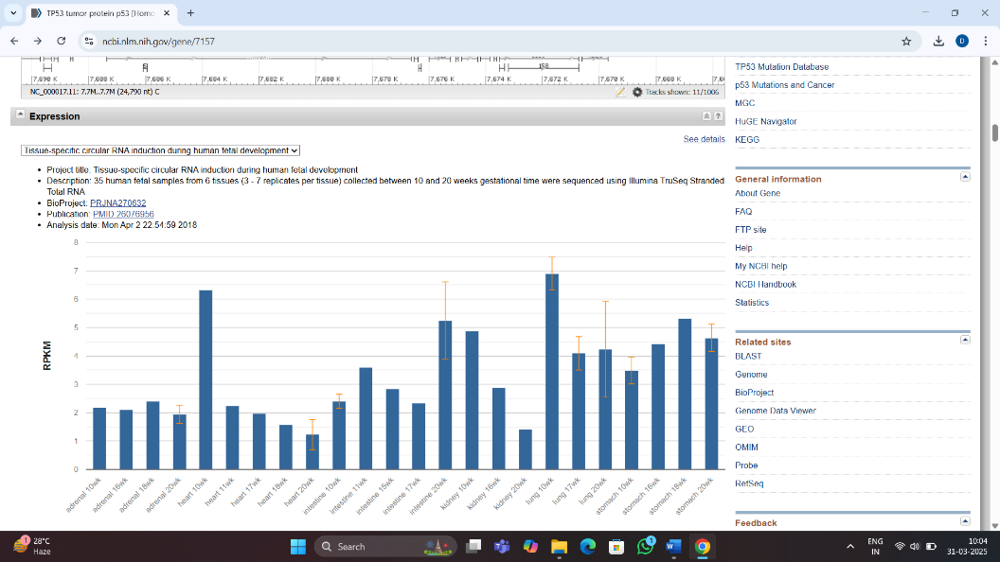 TP53 tumor protein p53 [Homo
ncbi.nlm.nih.gov/gene/7157
D
158
7,690 K
7,688 K
7,686 K
7,684 K
7,682 K
7,680 K
7,678 K
7,676 K
7,674 K
7,672 K
7,670 K
7,668 K
NC_000017.11: 7.7M..7.7M (24,790 nt) C
Tracks shown: 11/1006
Expression
See details
Tissue-specific circular RNA induction during human fetal development
Project title: Tissue-specific circular RNA induction during human fetal development
Description: 35 human fetal samples from 6 tissues (3 - 7 replicates per tissue) collected between 10 and 20 weeks gestational time were sequenced using Illumina TruSeq Stranded
Total RNA
BioProject: PRJNA270632
Publication: PMID 26076956
Analysis date: Mon Apr 2 22:54:59 2018
8
7
6
5
4
3
2
1
0
RPKM
adrenal 10wk
adrenal 16wk
adrenal 18wk
adrenal 20wk
heart 10wk
heart 11wk
heart 17wk
heart 18wk
heart 20wk
intestine 10wk
intestine 11wk
intestine 15wk
intestine 17wk
intestine 20wk
kidney 10wk
kidney 16wk
kidney 20wk
lung 10wk
lung 17wk
lung 20wk
stomach 10wk
stomach 16wk
stomach 18wk
stomach 20wk
TP53 Mutation Database
p53 Mutations and Cancer
MGC
HuGE Navigator
KEGG
General information
About Gene
FAQ
FTP site
Help
My NCBI help
NCBI Handbook
Statistics
Related sites
BLAST
Genome
BioProject
Genome Data Viewer
GEO
OMIM
Probe
RefSeq
Feedback
1
28°C
Haze
Search
1
ENG
IN
10:04
31-03-2025